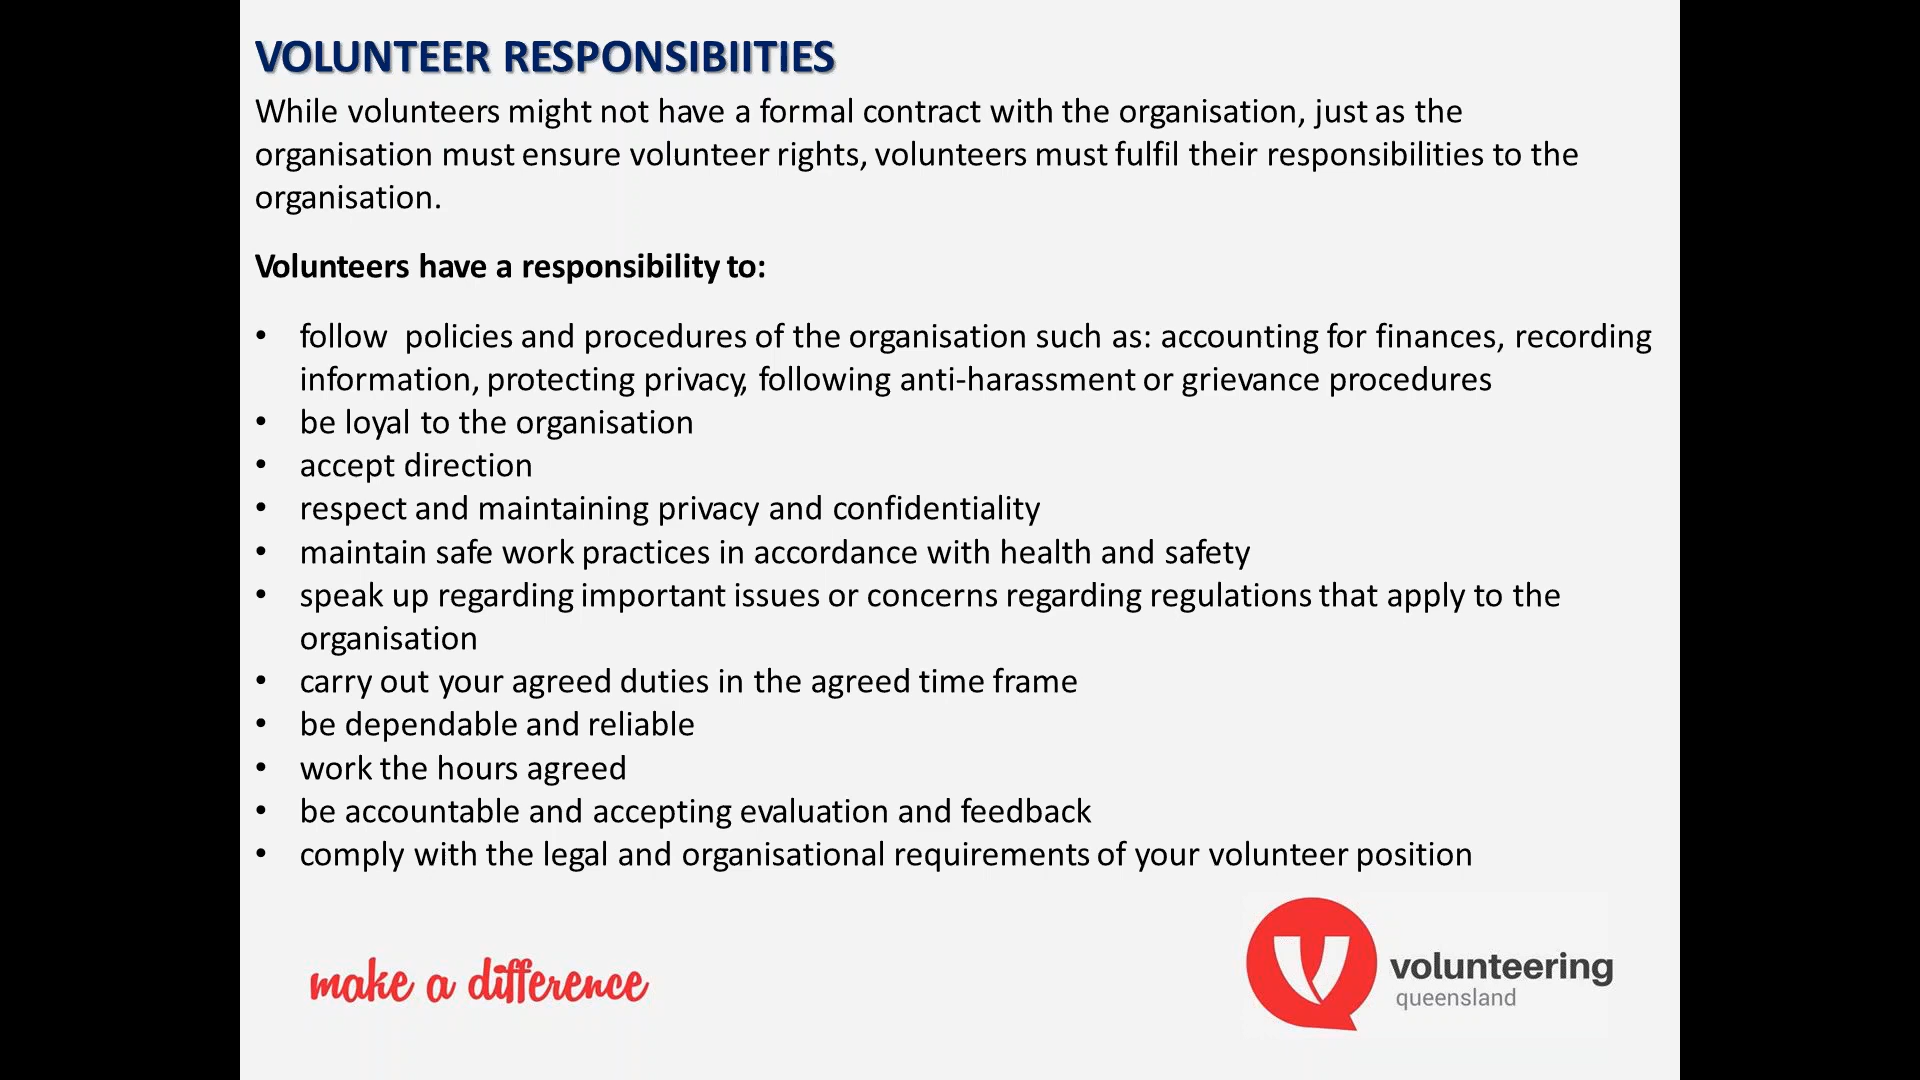 VOLUNTEER RESPONSIBIITIES
While volunteers might not have a formal contract with the organisation, just as the
organisation must ensure volunteer rights, volunteers must fulfil their responsibilities to the
organisation.
Volunteers have a responsibility to:
• follow  policies and procedures of the organisation such as: accounting for finances, recording
information, protecting privacy, following anti-harassment or grievance procedures
• be loyal to the organisation
• accept direction
• respect and maintaining privacy and confidentiality
• maintain safe work practices in accordance with health and safety
• speak up regarding important issues or concerns regarding regulations that apply to the
organisation
• carry out your agreed duties in the agreed time frame
• be dependable and reliable
• work the hours agreed
• be accountable and accepting evaluation and feedback
• comply with the legal and organisational requirements of your volunteer position
make a difference
volunteering
queensland